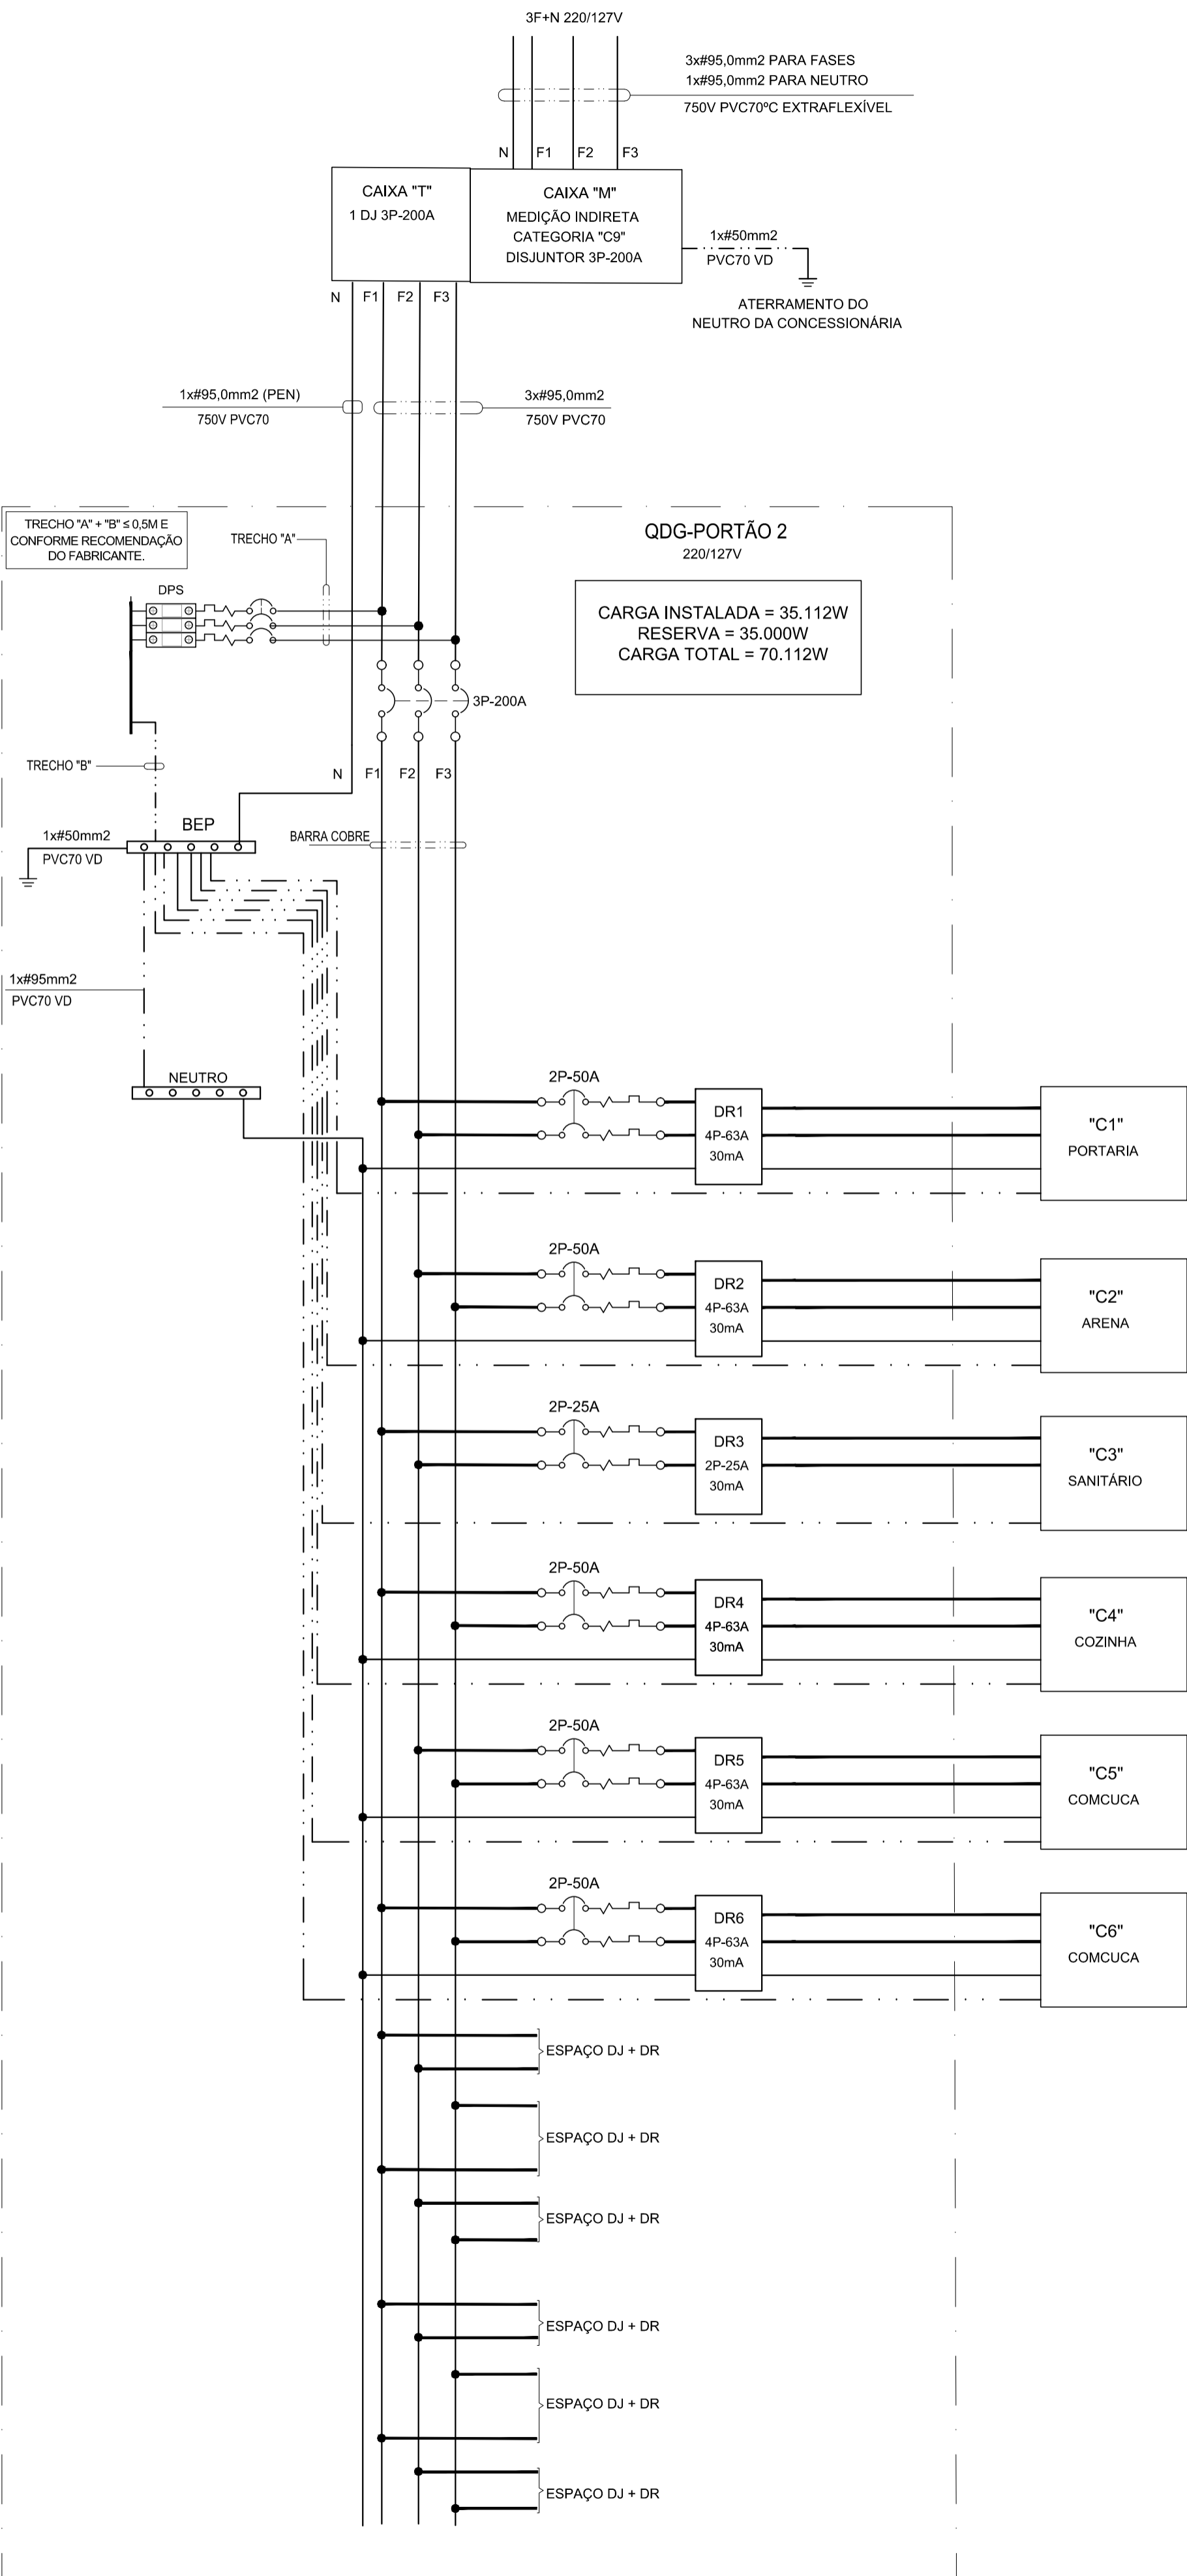 3F+N 220/127V
3x#95,0mm2 PARA FASES
1x#95,0mm2 PARA NEUTRO
750V PVC70ºC EXTRAFLEXÍVEL
N F1 F2 F3
CAIXA "T"
1 DJ 3P-200A
CAIXA "M"
MEDIÇÃO INDIRETA
CATEGORIA "C9"
DISJUNTOR 3P-200A
1x#50mm2
PVC70 VD
ATERRAMENTO DO
NEUTRO DA CONCESSIONÁRIA
N F1 F2 F3
1x#95,0mm2 (PEN)
750V PVC70
3x#95,0mm2
750V PVC70
TRECHO "A" + "B" ≤ 0,5M E
CONFORME RECOMENDAÇÃO
DO FABRICANTE.
TRECHO "A"
QDG-PORTÃO 2
220/127V
DPS
CARGA INSTALADA = 35.112W
RESERVA = 35.000W
CARGA TOTAL = 70.112W
3P-200A
TRECHO "B"
N F1 F2 F3
BEP
1x#50mm2
PVC70 VD
BARRA COBRE
1x#95mm2
PVC70 VD
NEUTRO
2P-50A
DR1
4P-63A
30mA
"C1"
PORTARIA
2P-50A
DR2
4P-63A
30mA
"C2"
ARENA
2P-25A
DR3
2P-25A
30mA
"C3"
SANITÁRIO
2P-50A
DR4
4P-63A
30mA
"C4"
COZINHA
2P-50A
DR5
4P-63A
30mA
"C5"
COMCUCA
2P-50A
DR6
4P-63A
30mA
"C6"
COMCUCA
ESPAÇO DJ + DR
ESPAÇO DJ + DR
ESPAÇO DJ + DR
ESPAÇO DJ + DR
ESPAÇO DJ + DR
ESPAÇO DJ + DR